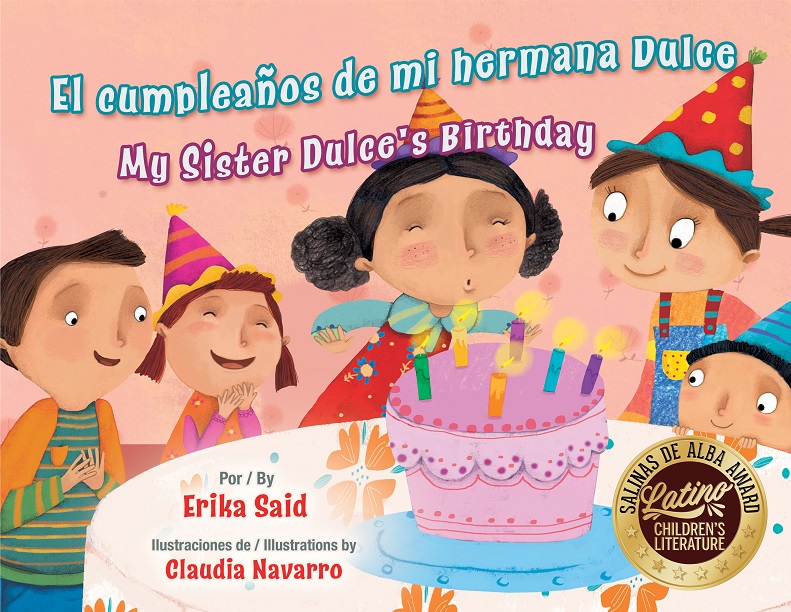 El cumpleaños de mi hermana Dulce
My Sister Dulce's Birthday
Por / By
Erika Said
Ilustraciones de / Illustrations by
Claudia Navarro
SALINAS DE ALBA AWARD
Latino
CHILDREN'S
LITERATURE